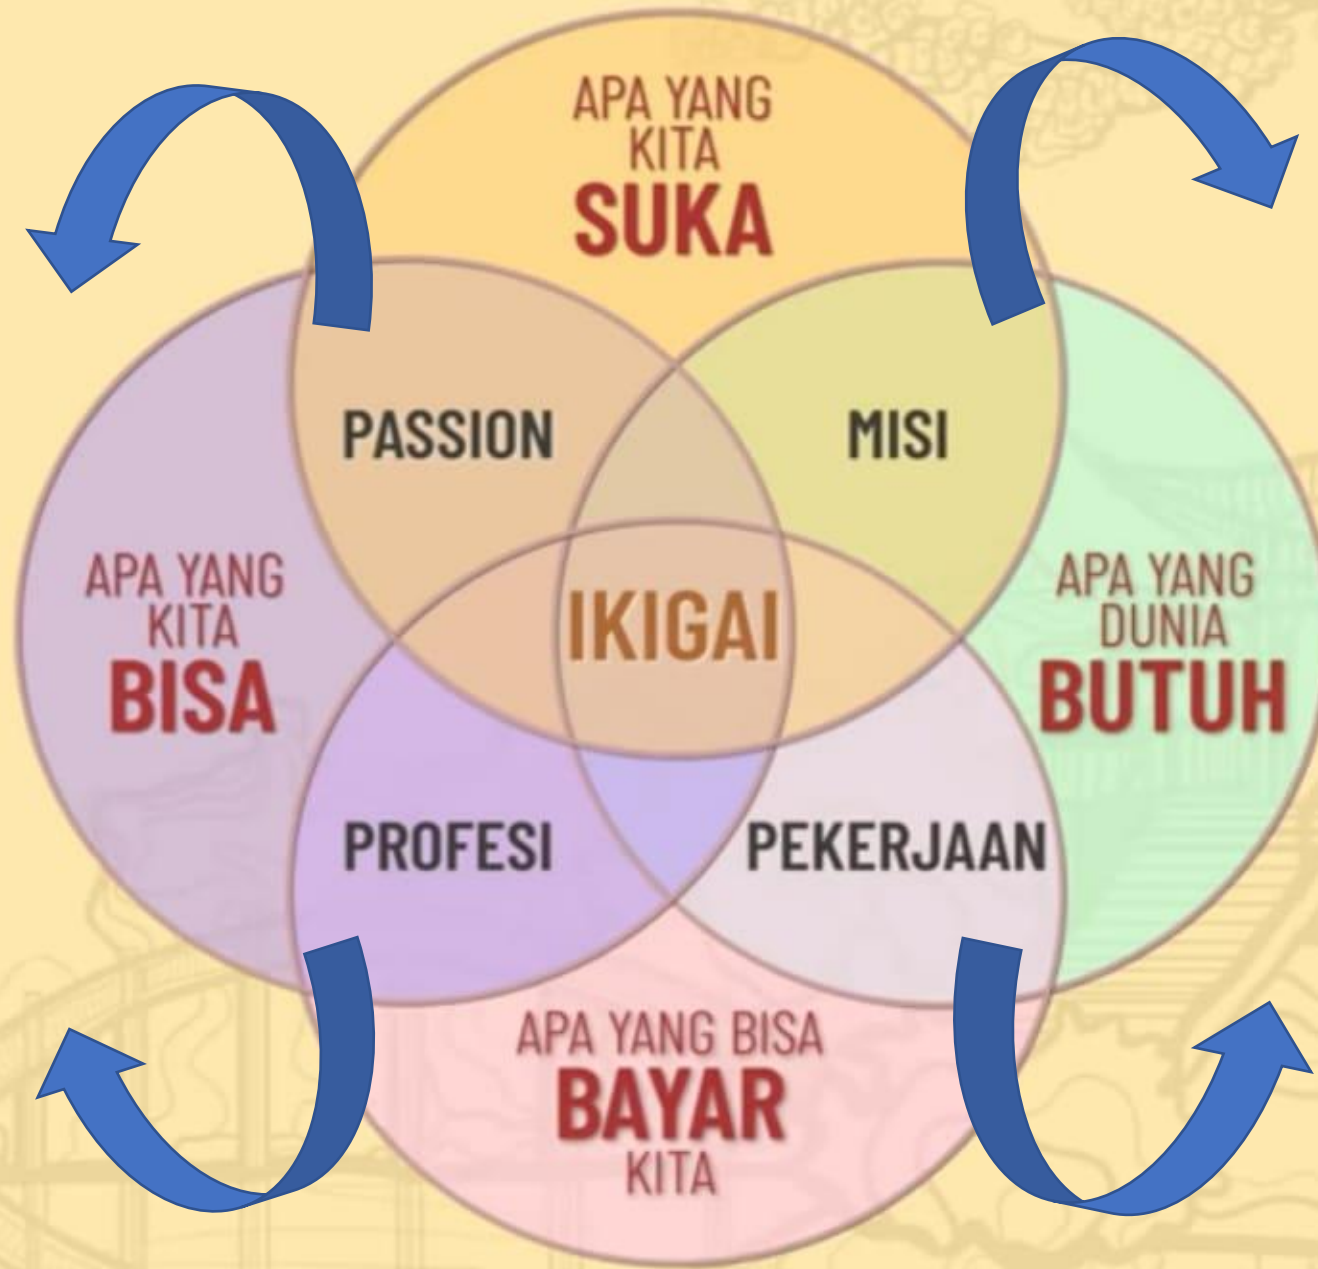 APA YANG
KITA
SUKA
PASSION
MISI
APA YANG
KITA
BISA
IKIGAI
APA YANG
DUNIA
BUTUH
PROFESI
PEKERJAAN
APA YANG BISA
BAYAR
KITA